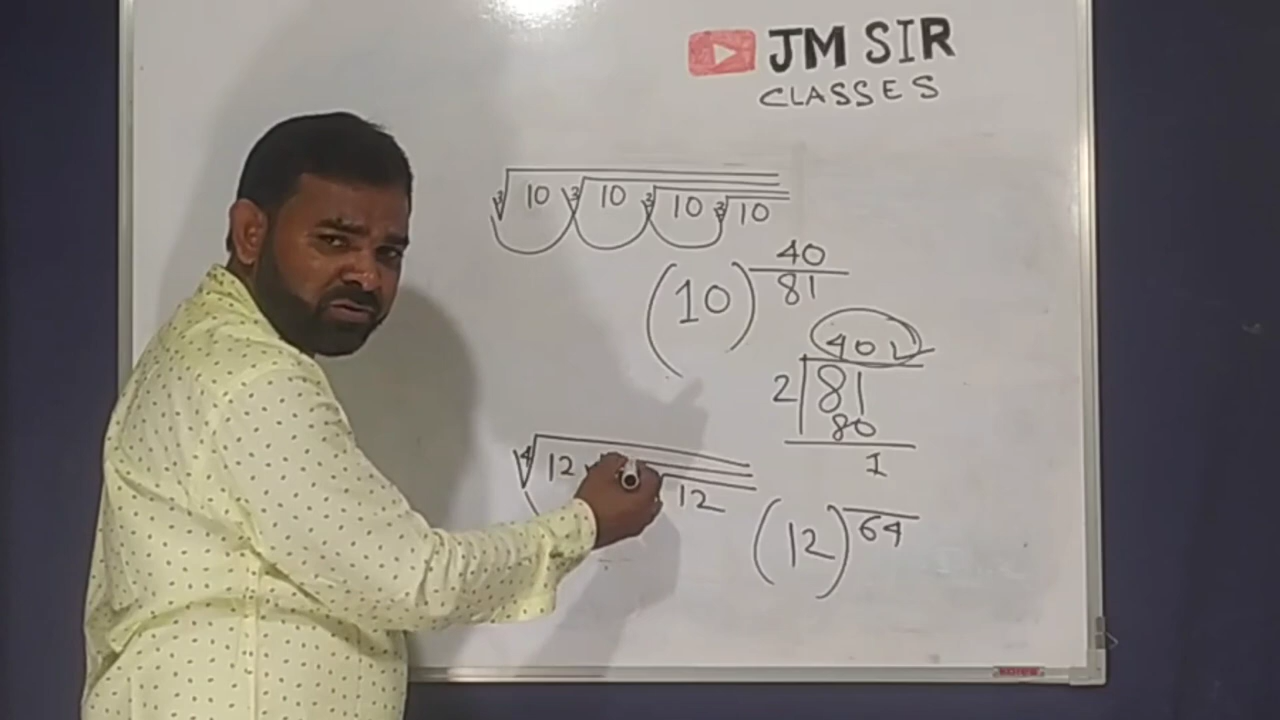 JM SIR
CLASSES
∛10 ∛10 ∛10 ∛10
(10) 40/81
40
2 81
80
1
∜12 12
(12) /64